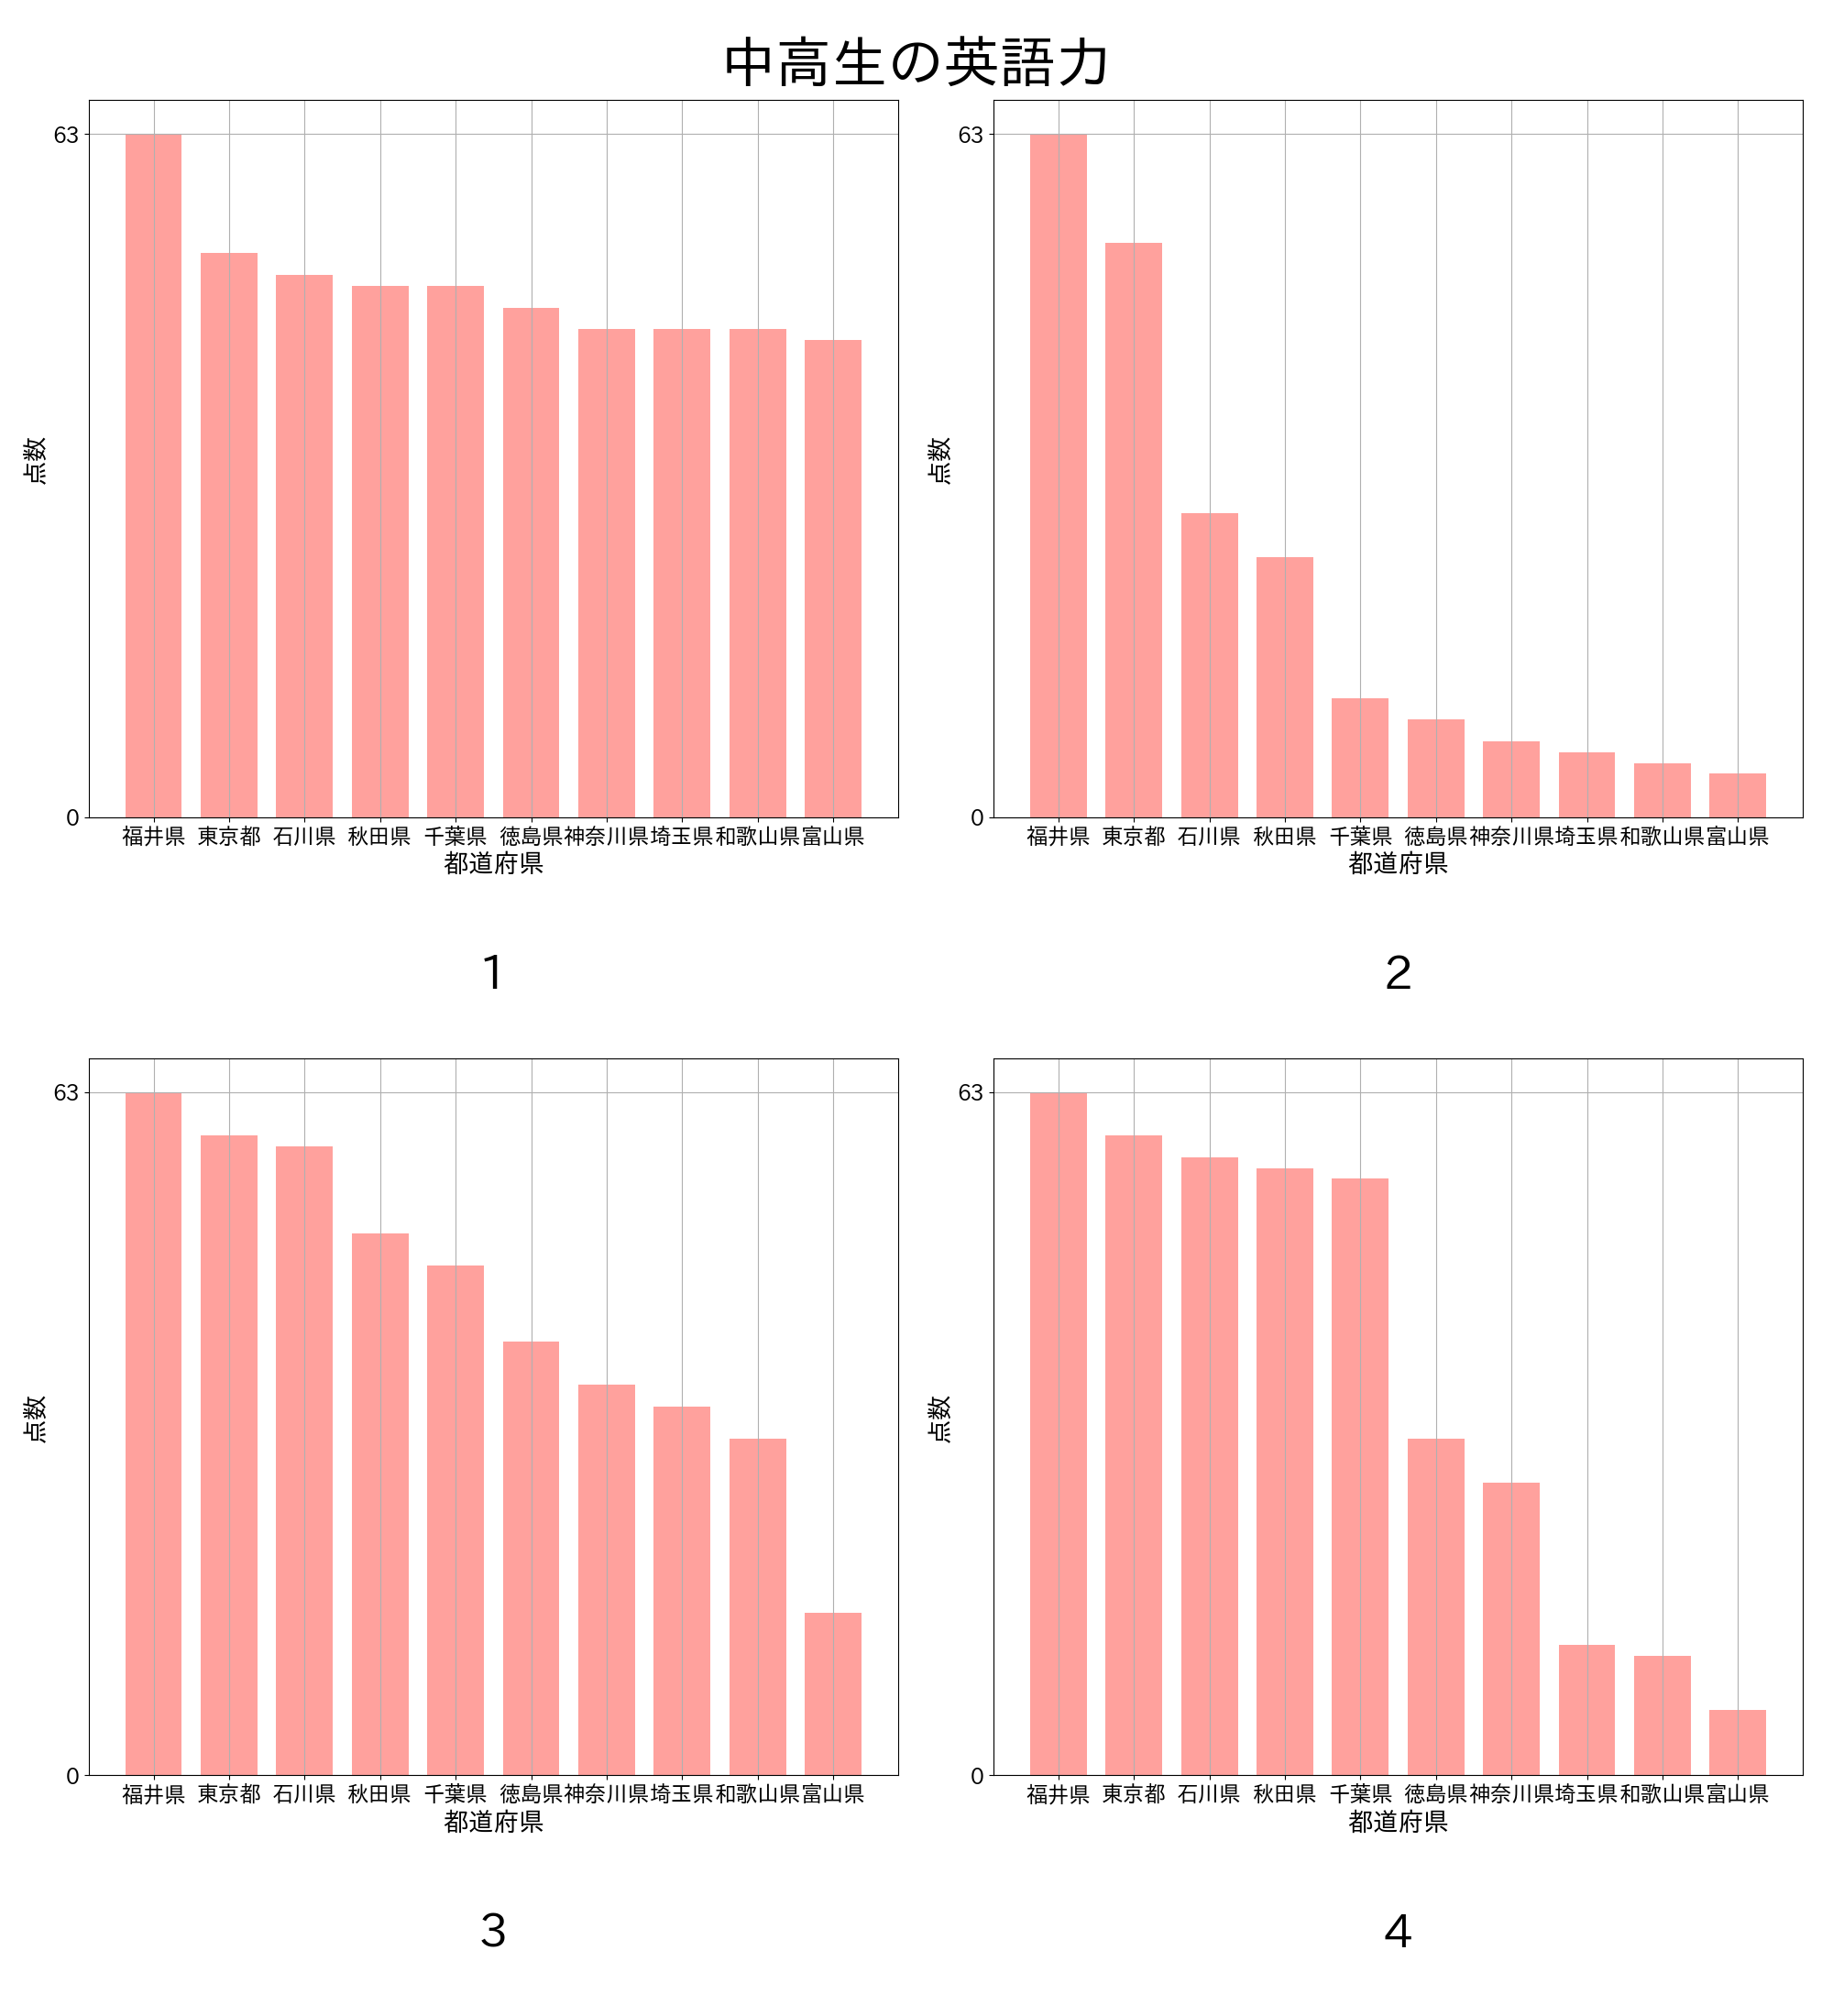 中高生の英語力
63
0
点数
福井県 東京都 石川県 秋田県 千葉県 徳島県 神奈川県 埼玉県 和歌山県 富山県
都道府県
1
63
0
点数
福井県 東京都 石川県 秋田県 千葉県 徳島県 神奈川県 埼玉県 和歌山県 富山県
都道府県
2
63
0
点数
福井県 東京都 石川県 秋田県 千葉県 徳島県 神奈川県 埼玉県 和歌山県 富山県
都道府県
3
63
0
点数
福井県 東京都 石川県 秋田県 千葉県 徳島県 神奈川県 埼玉県 和歌山県 富山県
都道府県
4